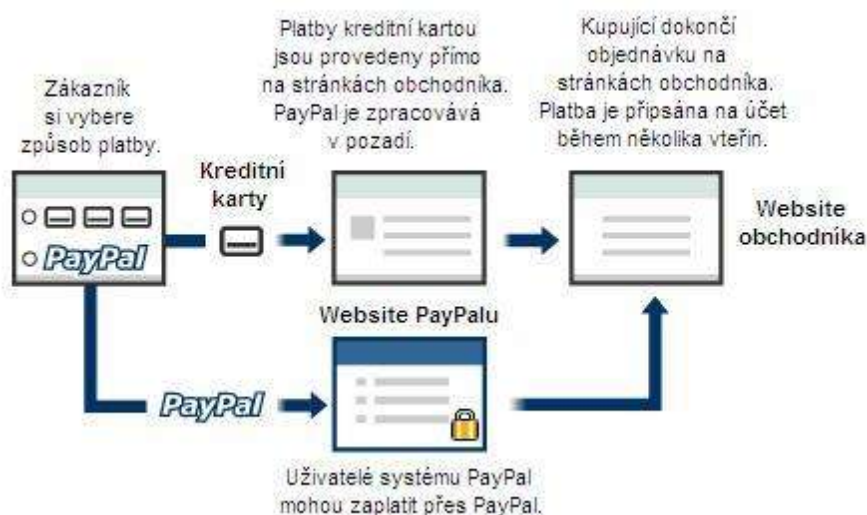 Zákazník
si vybere
způsob platby.
Platby kreditní kartou
jsou provedeny přímo
na stránkách obchodníka.
PayPal je zpracovává
v pozadí.
Kupující dokončí
objednávku na
stránkách obchodníka.
Platba je připsána na účet
během několika vteřin.
Kreditní
karty
PayPal
Website
obchodníka
Website PayPalu
PayPal
Uživatelé systému PayPal
mohou zaplatit přes PayPal.